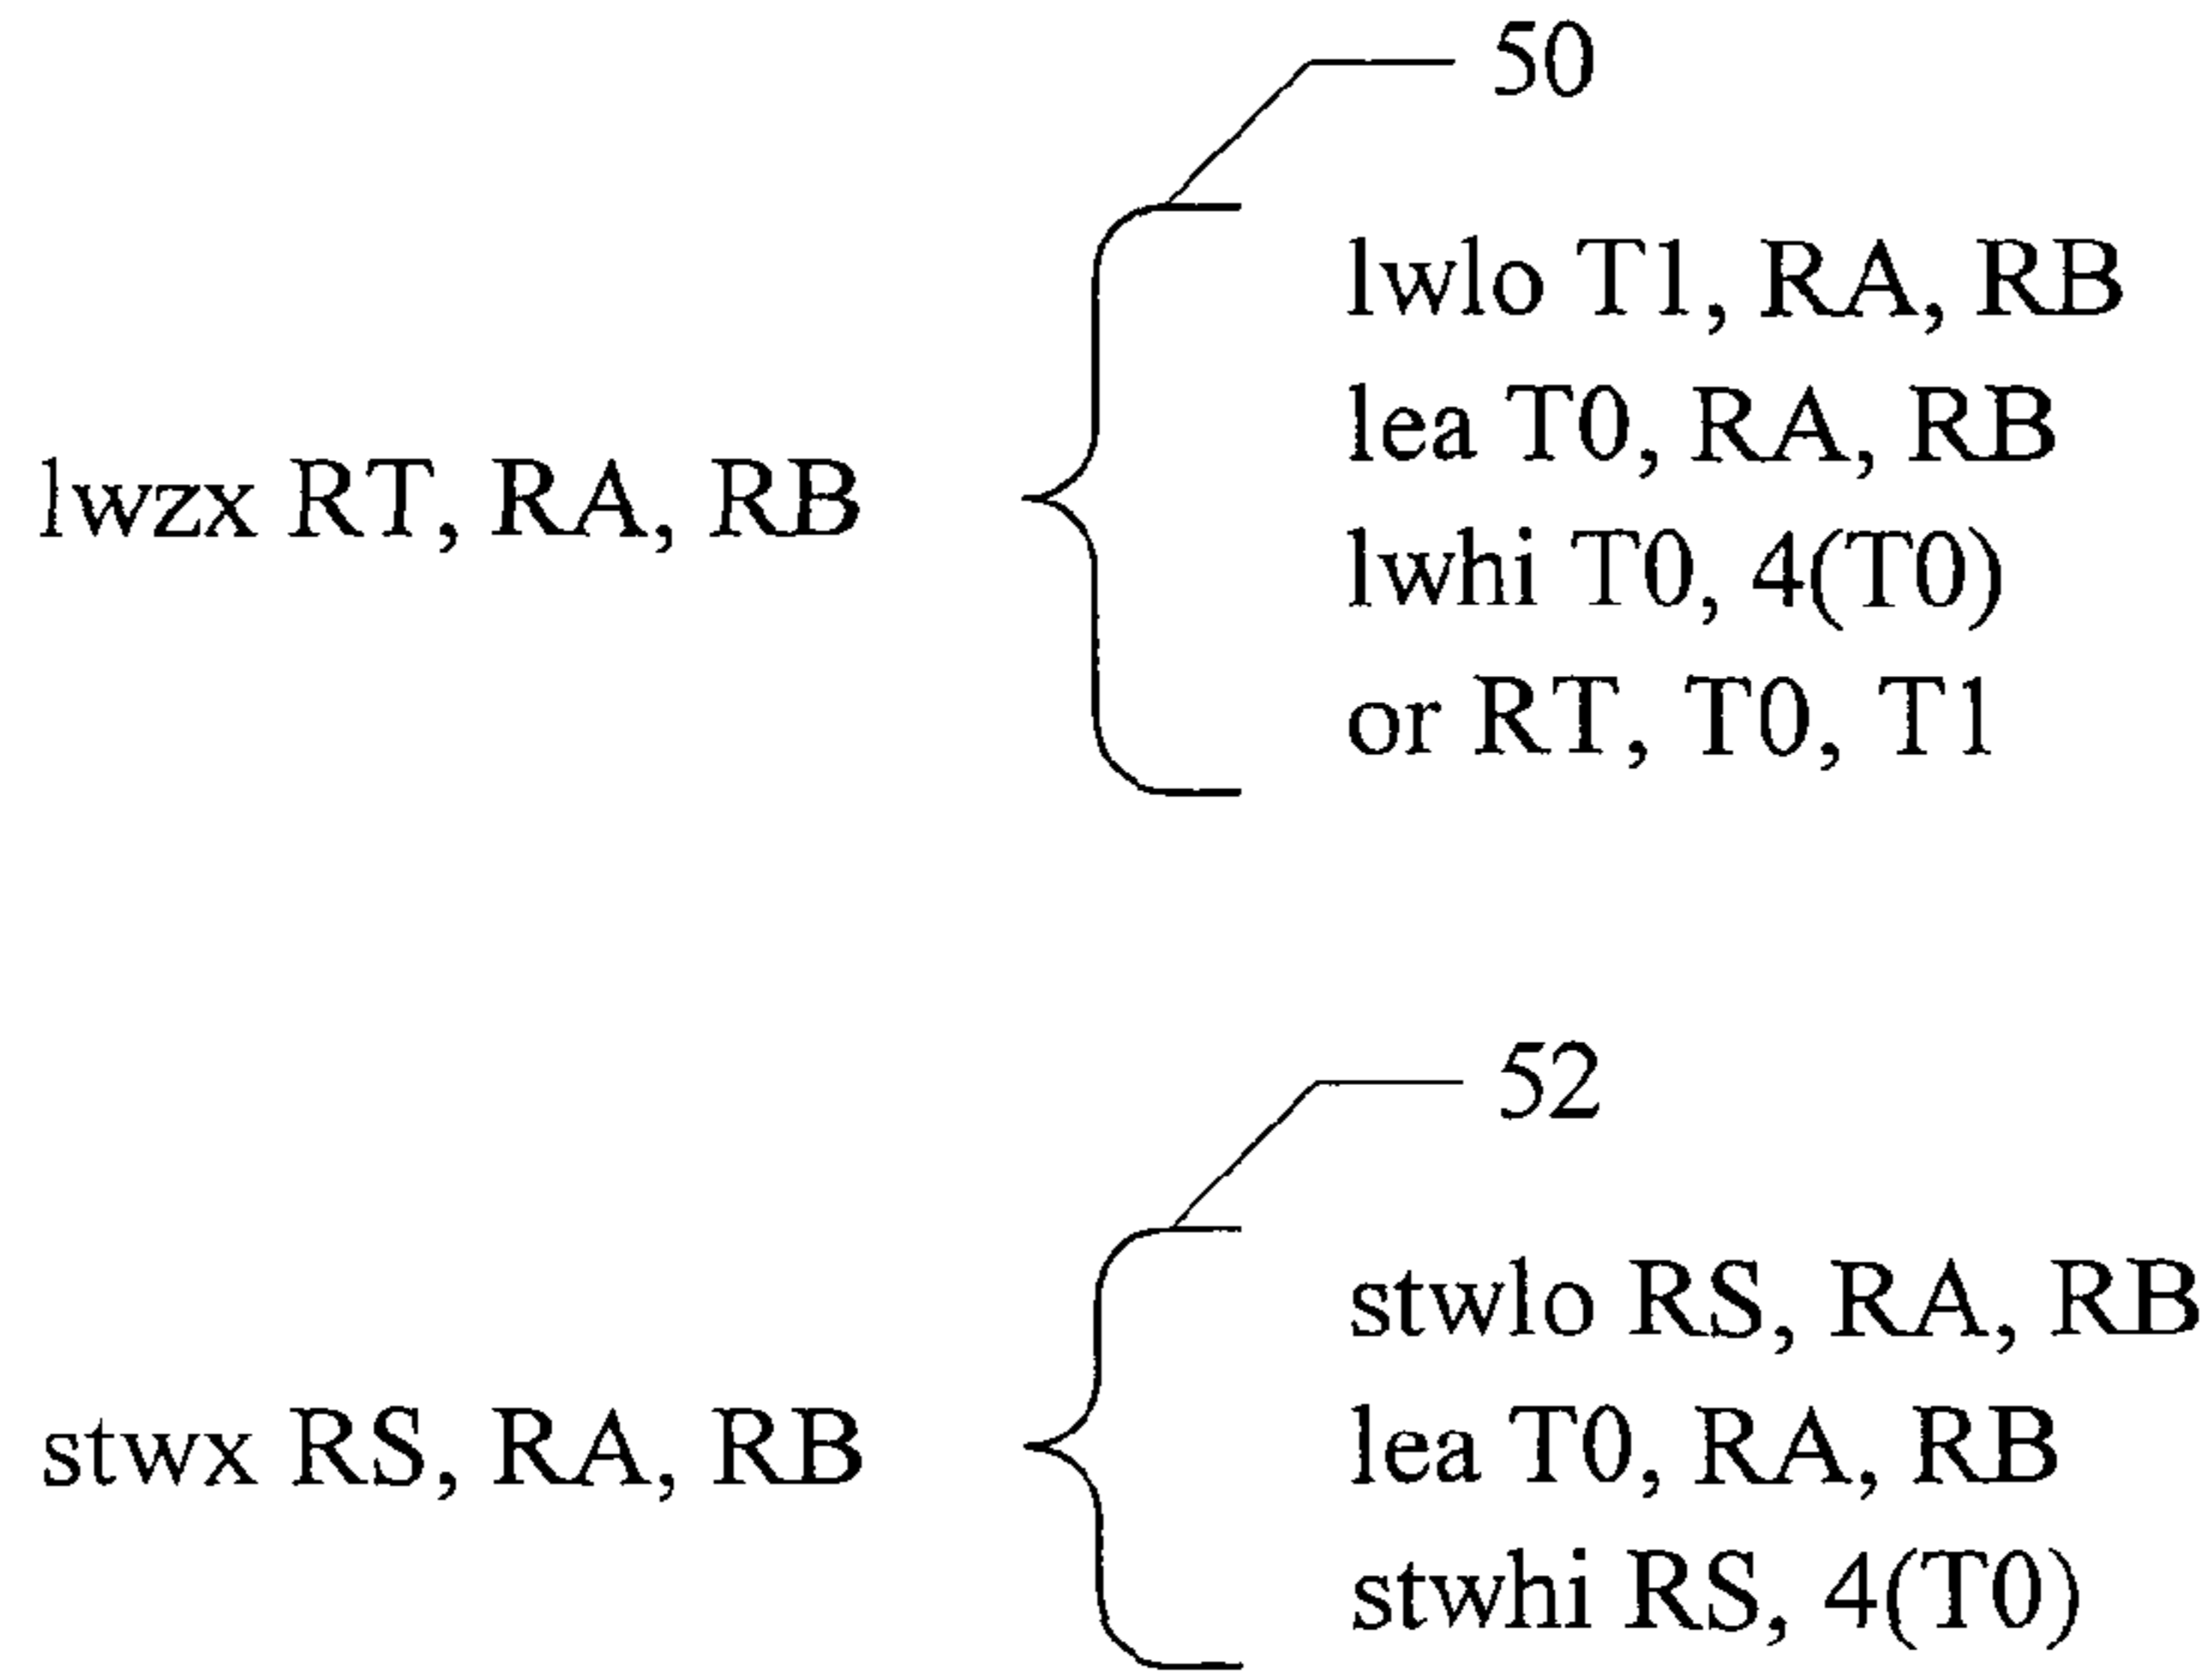 50
lwlo T1, RA, RB
lea T0, RA, RB
lwzx RT, RA, RB
lwhi T0, 4(T0)
or RT, T0, T1
52
stwlo RS, RA, RB
stwx RS, RA, RB
lea T0, RA, RB
stwhi RS, 4(T0)